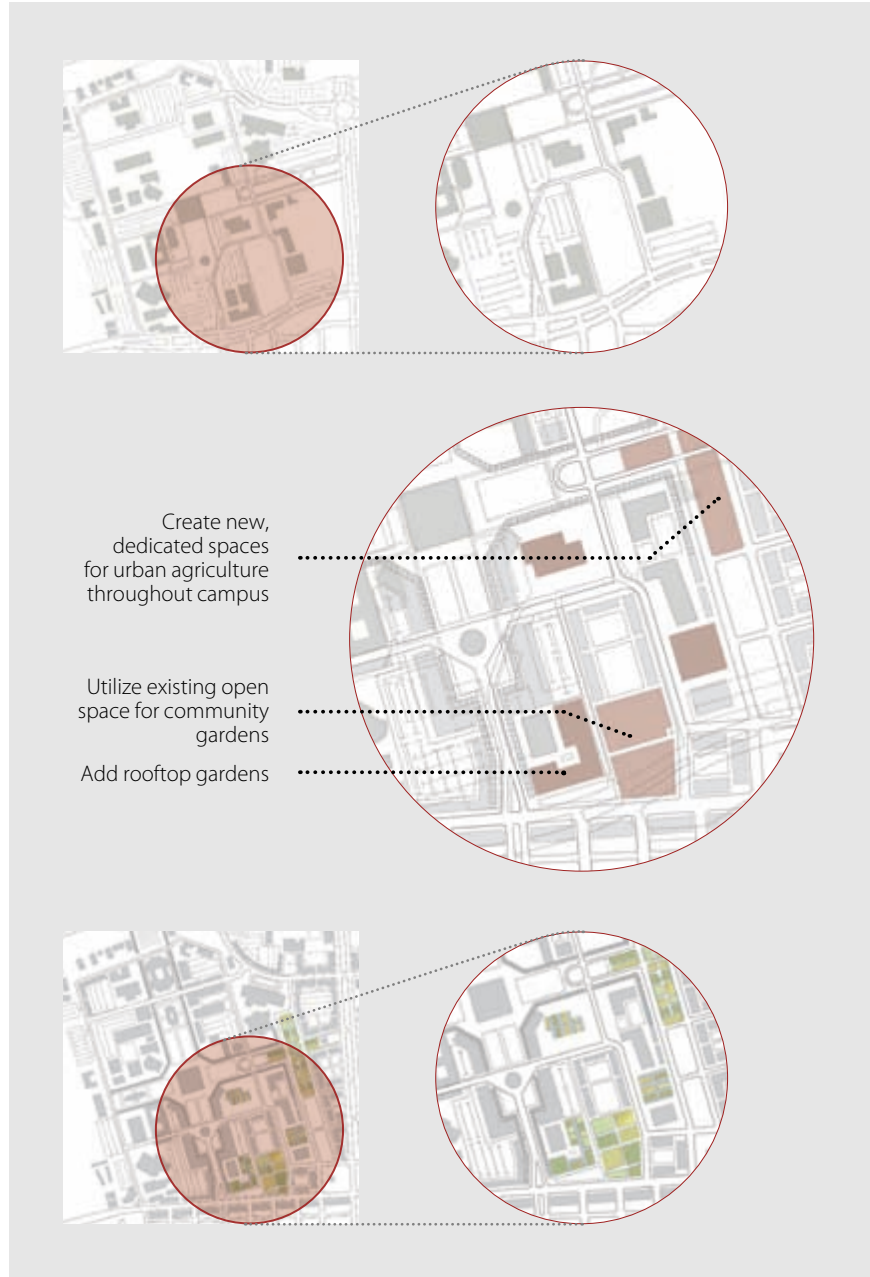 Create new,
dedicated spaces
for urban agriculture
throughout campus
Utilize existing open
space for community
gardens
Add rooftop gardens